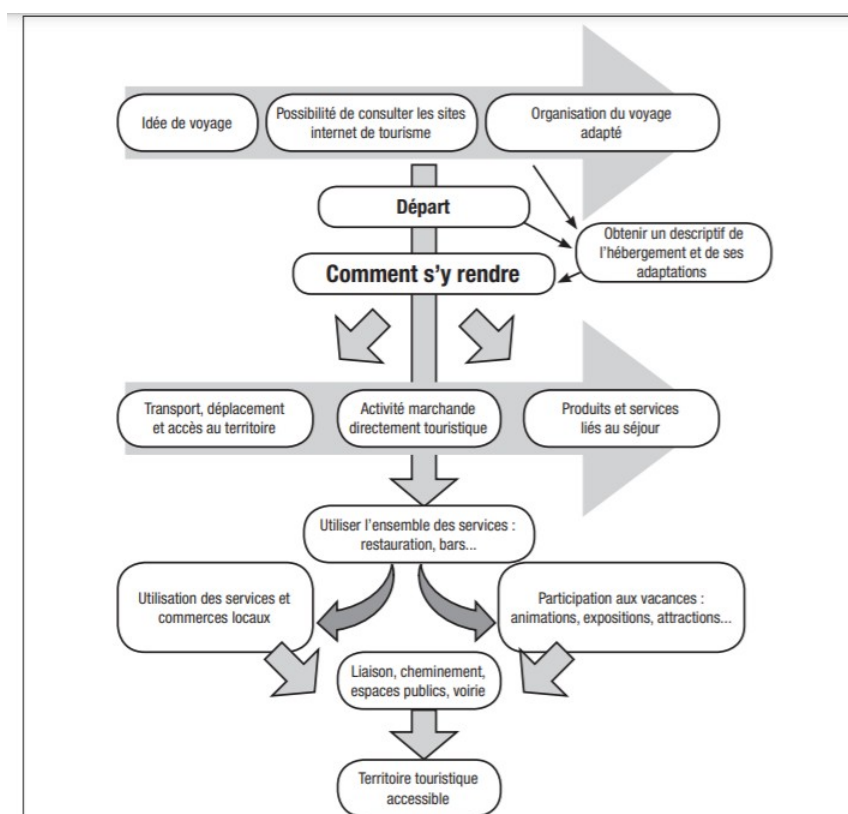 Idée de voyage
Possibilité de consulter les sites
internet de tourisme
Organisation du voyage
adapté
Départ
Obtenir un descriptif de
l’hébergement et de ses
adaptations
Comment s’y rendre
Transport, déplacement
et accès au territoire
Activité marchande
directement touristique
Produits et services
liés au séjour
Utiliser l’ensemble des services :
restauration, bars...
Utilisation des services et
commerces locaux
Participation aux vacances :
animations, expositions, attractions...
Liaison, cheminement,
espaces publics, voirie
Territoire touristique
accessible